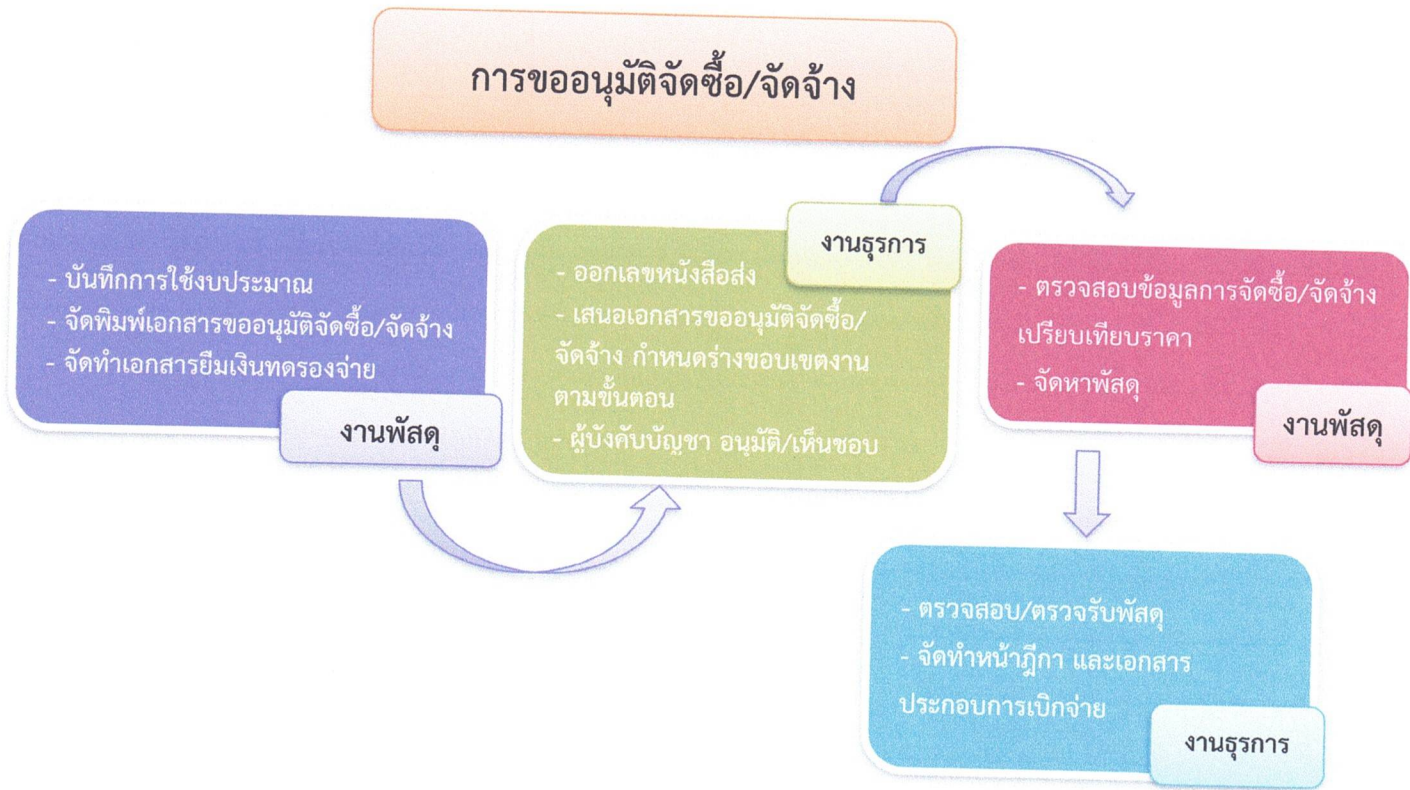 การขออนุมัติจัดซื้อ/จัดจ้าง
- บันทึกการใช้งบประมาณ
- จัดพิมพ์เอกสารขออนุมัติจัดซื้อ/จัดจ้าง
- จัดทำเอกสารยืมเงินทดรองจ่าย
งานพัสดุ
งานธุรการ
- ออกเลขหนังสือส่ง
- เสนอเอกสารขออนุมัติจัดซื้อ/
จัดจ้าง กำหนดร่างขอบเขตงาน
ตามขั้นตอน
- ผู้บังคับบัญชา อนุมัติ/เห็นชอบ
- ตรวจสอบข้อมูลการจัดซื้อ/จัดจ้าง
เปรียบเทียบราคา
- จัดหาพัสดุ
งานพัสดุ
- ตรวจสอบ/ตรวจรับพัสดุ
- จัดทำหน้าฎีกา และเอกสาร
ประกอบการเบิกจ่าย
งานธุรการ